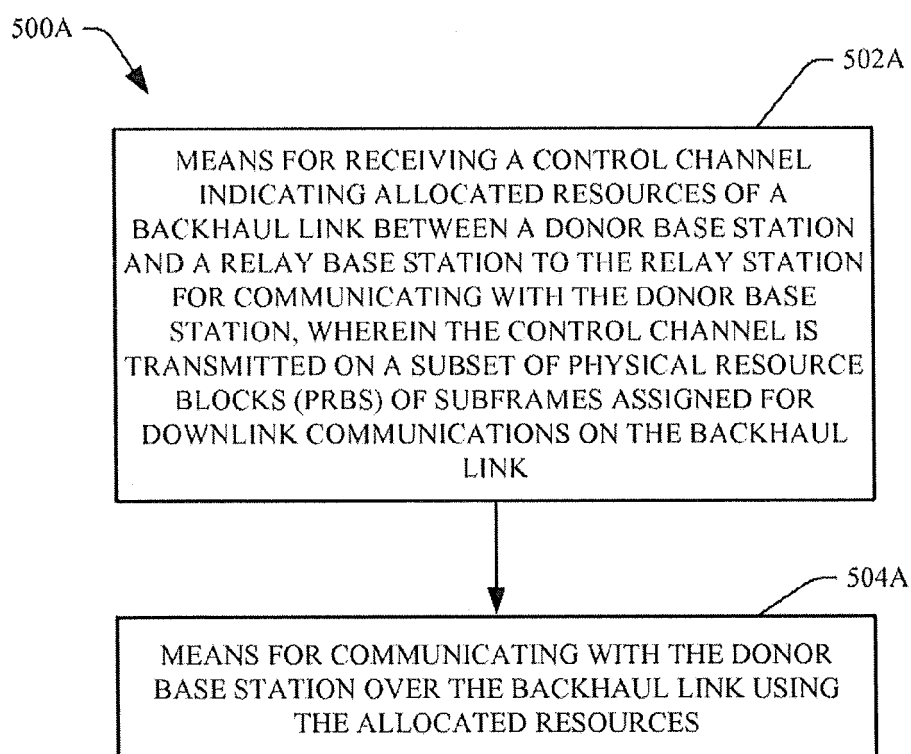 500A
502A
MEANS FOR RECEIVING A CONTROL CHANNEL
INDICATING ALLOCATED RESOURCES OF A
BACKHAUL LINK BETWEEN A DONOR BASE STATION
AND A RELAY BASE STATION TO THE RELAY STATION
FOR COMMUNICATING WITH THE DONOR BASE
STATION, WHEREIN THE CONTROL CHANNEL IS
TRANSMITTED ON A SUBSET OF PHYSICAL RESOURCE
BLOCKS (PRBS) OF SUBFRAMES ASSIGNED FOR
DOWNLINK COMMUNICATIONS ON THE BACKHAUL
LINK
504A
MEANS FOR COMMUNICATING WITH THE DONOR
BASE STATION OVER THE BACKHAUL LINK USING
THE ALLOCATED RESOURCES